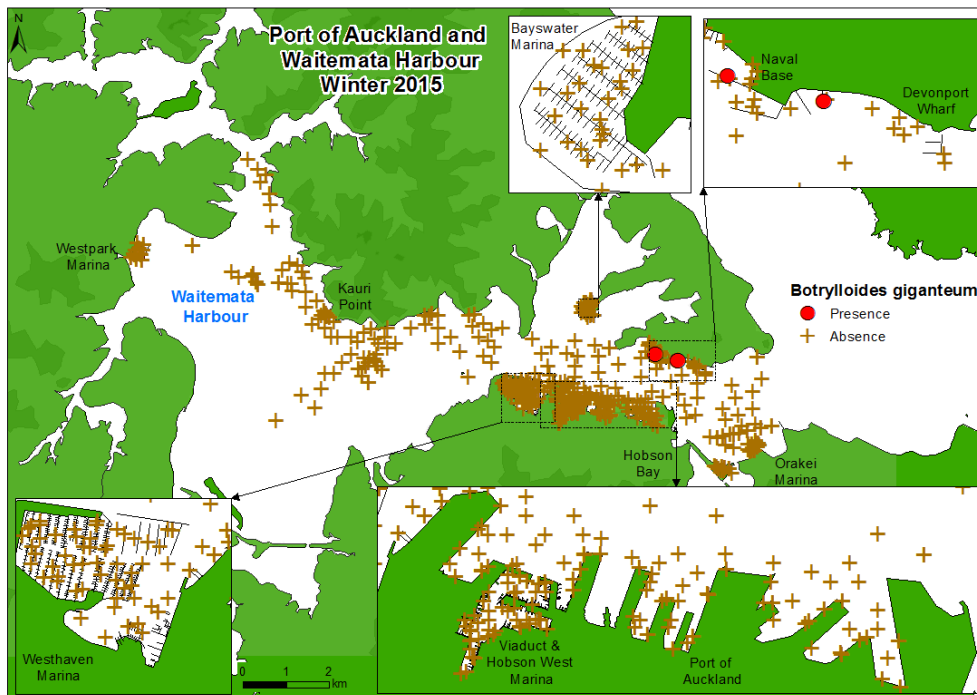 N
Port of Auckland and
Waitemata Harbour
Winter 2015
Bayswater
Marina
Naval
Base
Devonport
Wharf
Westpark
Marina
Waitemata
Harbour
Kauri
Point
Botrylloides giganteum
Presence
Absence
Hobson
Bay
Orakei
Marina
Westhaven
Marina
0 1 2
km
Viaduct &
Hobson West
Marina
Port of
Auckland